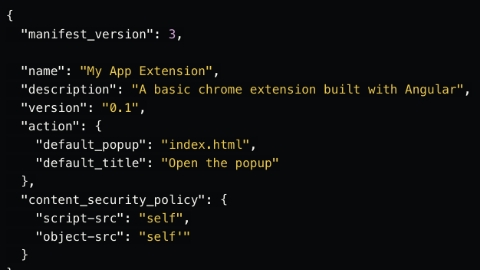 {
"manifest_version": 3,
"name": "My App Extension",
"description": "A basic chrome extension built with Angular",
"version": "0.1",
"action": {
"default_popup": "index.html",
"default_title": "Open the popup"
},
"content_security_policy": {
"script-src": "self",
"object-src": "self'"
}
}